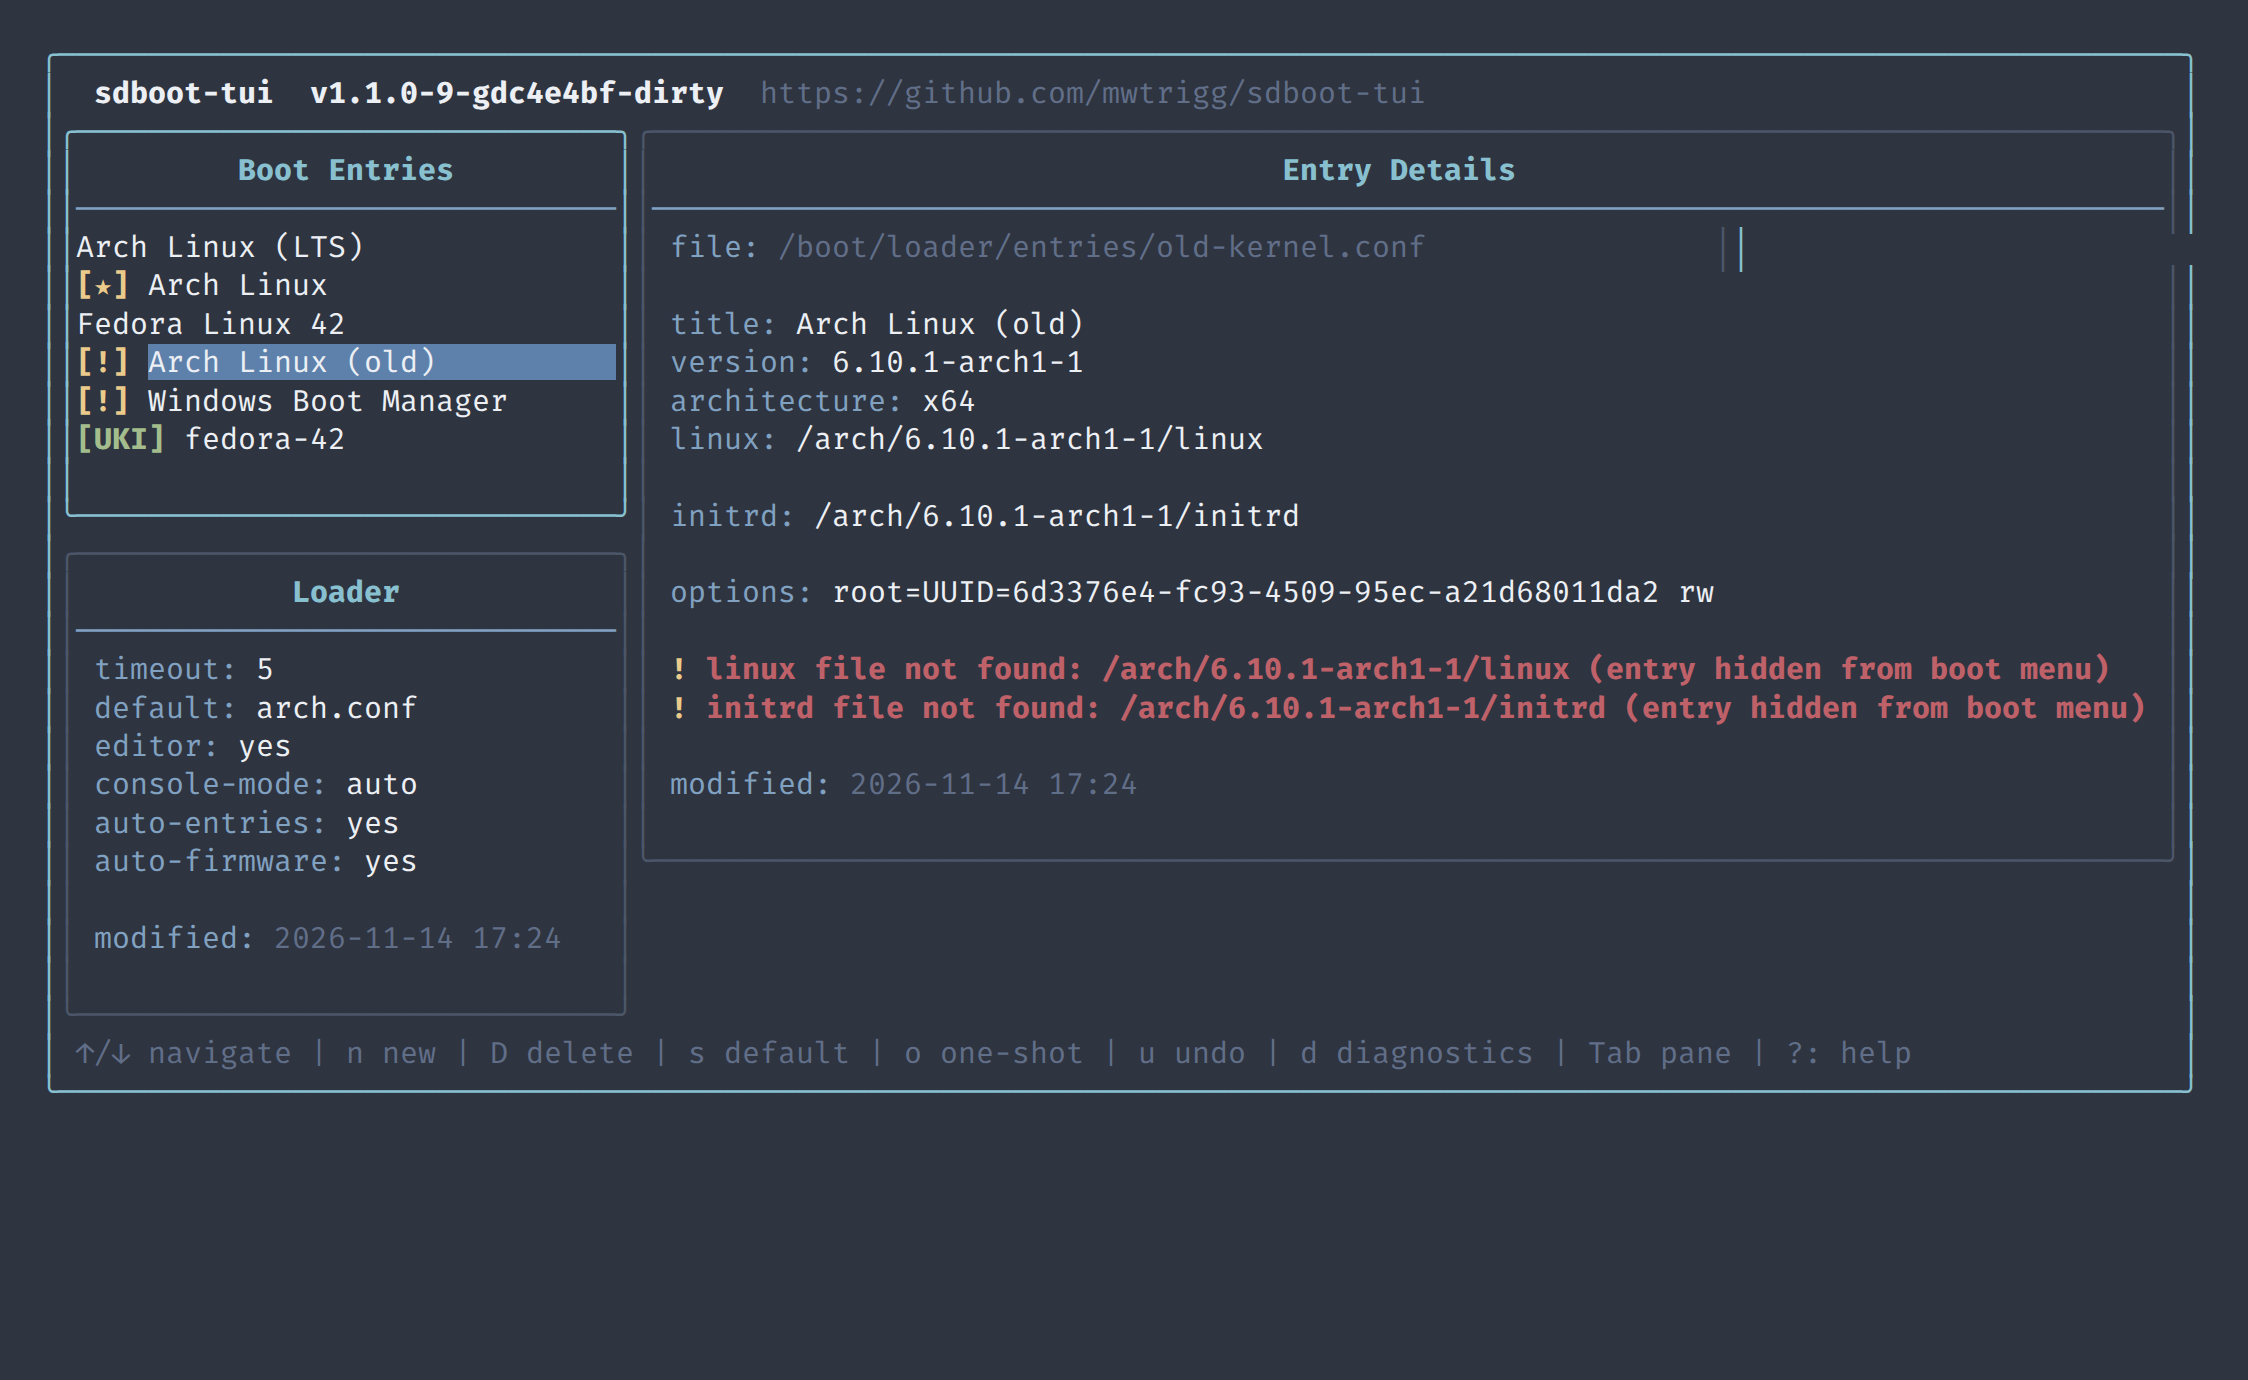 sdboot-tui v1.1.0-9-gdc4e4bf-dirty https://github.com/mwtrigg/sdboot-tui
Boot Entries
Arch Linux (LTS)
[★] Arch Linux
Fedora Linux 42
[!] Arch Linux (old)
[!] Windows Boot Manager
[UKI] fedora-42
Loader
timeout: 5
default: arch.conf
editor: yes
console-mode: auto
auto-entries: yes
auto-firmware: yes
modified: 2026-11-14 17:24
Entry Details
file: /boot/loader/entries/old-kernel.conf
title: Arch Linux (old)
version: 6.10.1-arch1-1
architecture: x64
linux: /arch/6.10.1-arch1-1/linux
initrd: /arch/6.10.1-arch1-1/initrd
options: root=UUID=6d3376e4-fc93-4509-95ec-a21d68011da2 rw
! linux file not found: /arch/6.10.1-arch1-1/linux (entry hidden from boot menu)
! initrd file not found: /arch/6.10.1-arch1-1/initrd (entry hidden from boot menu)
modified: 2026-11-14 17:24
↑/↓ navigate | n new | D delete | s default | o one-shot | u undo | d diagnostics | Tab pane | ?: help